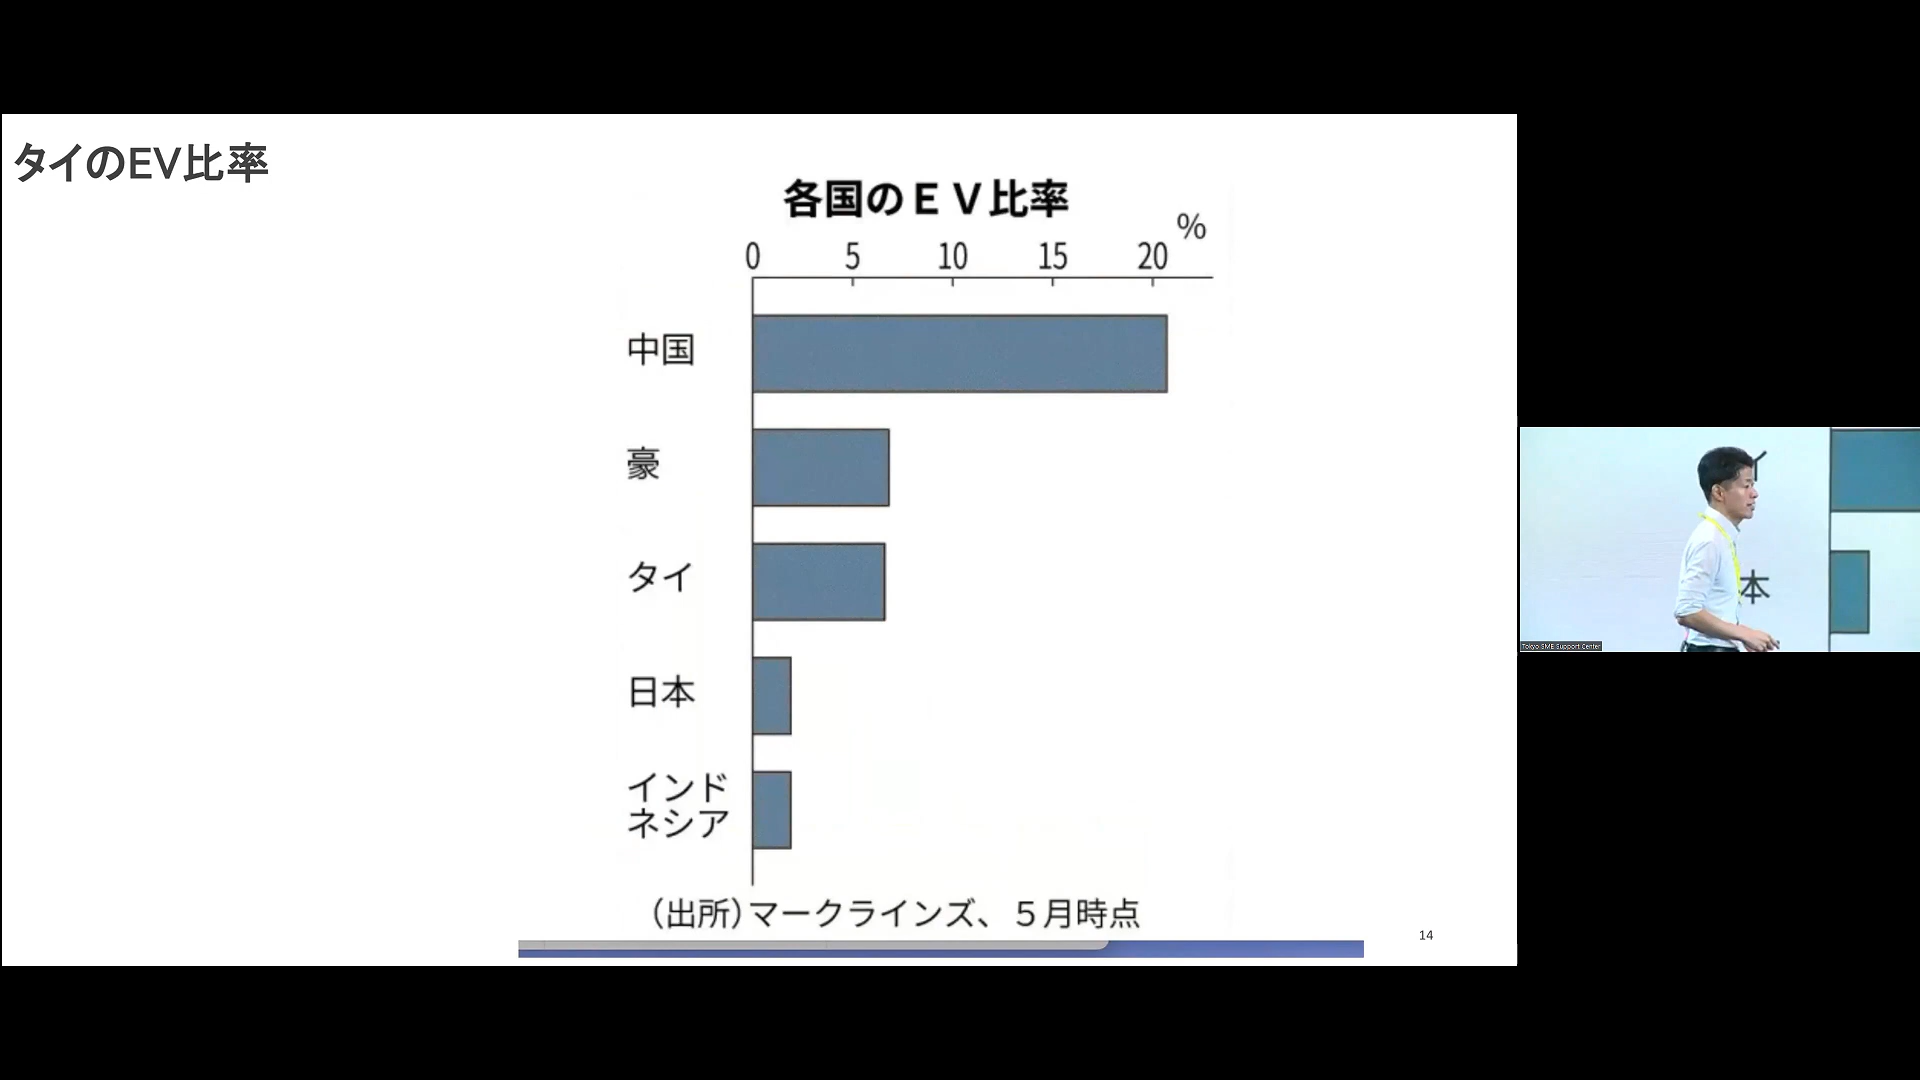 タイのEV比率
各国のＥＶ比率
%
0 5 10 15 20
中国
豪
タイ
日本
インド
ネシア
（出所）マークラインズ、５月時点
14
イ
本
Tokyo SME Support Center